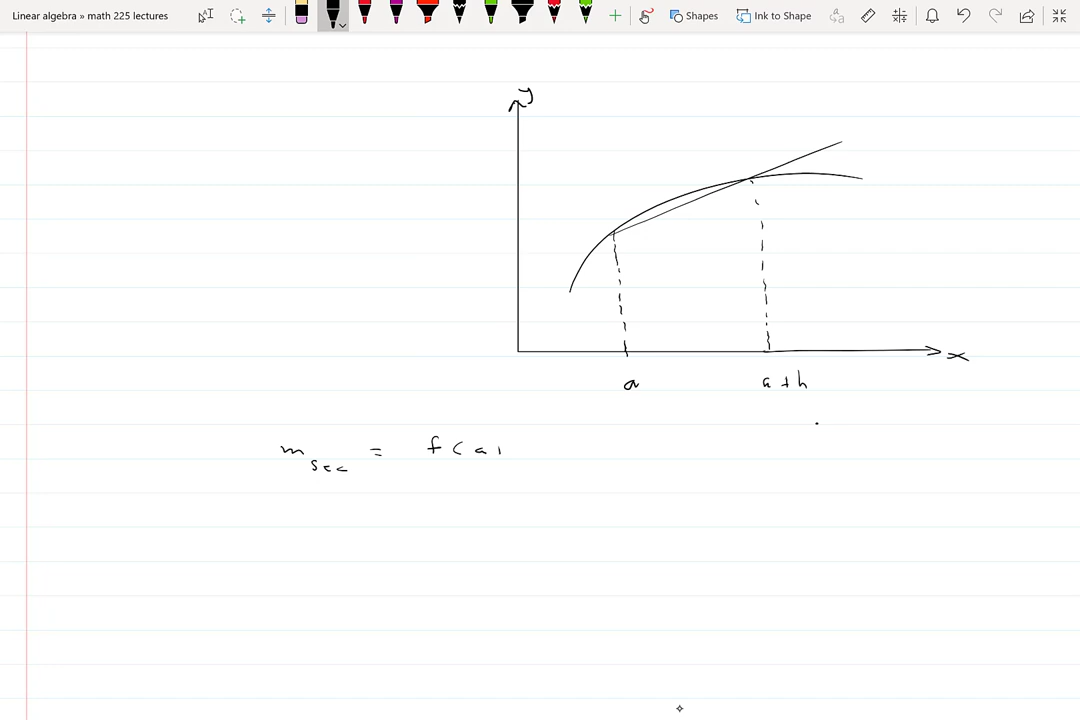 Linear algebra » math 225 lectures
Shapes
Ink to Shape
y
x
a
a + h
m sec = f ( a